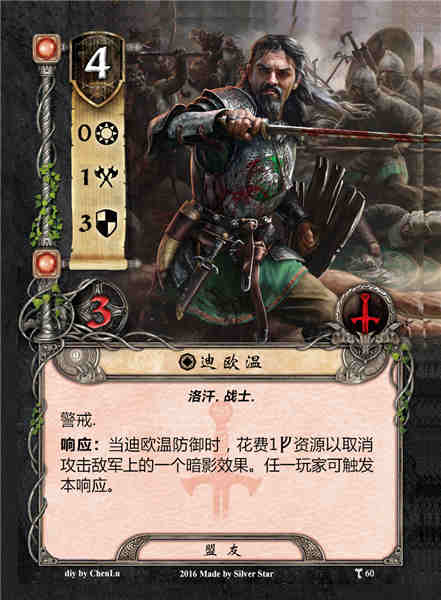 4
0
1
3
3
迪欧温
洛汗. 战士.
警戒.
响应：当迪欧温防御时，花费1资源以取消
攻击敌军上的一个暗影效果。任一玩家可触发
本响应。
盟友
diy by ChenLu
2016 Made by Silver Star
60